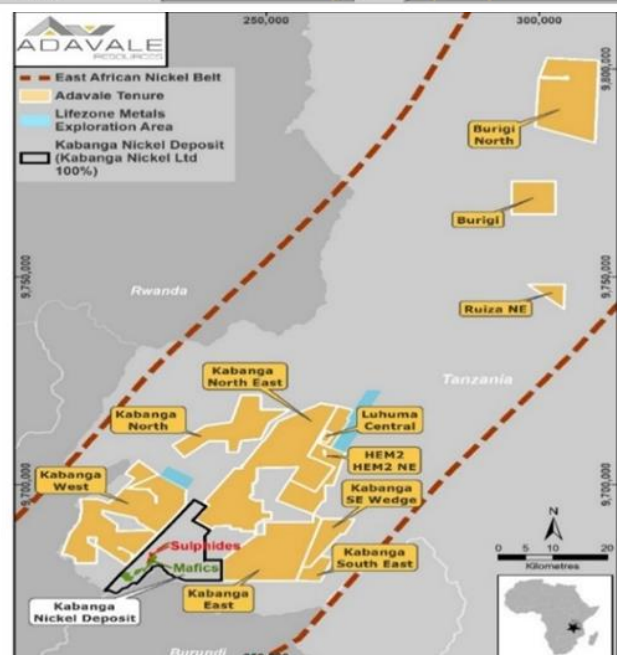 250,000
300,000
ADAVALE
RESOURCES
East African Nickel Belt
Adavale Tenure
Lifezone Metals
Exploration Area
Kabanga Nickel Deposit
(Kabanga Nickel Ltd
100%)
9,800,000
Burigi
North
Burigi
9,750,000
9,750,000
Rwanda
Ruiza NE
Tanzania
Kabanga
North East
Kabanga
North
Luhuma
Central
HEM2
HEM2 NE
Kabanga
West
Kabanga
SE Wedge
9,700,000
9,700,000
Sulphides
Mafics
Kabanga
South East
Kabanga
East
Kabanga
Nickel Deposit
N
0 5 10 20
Kilometres
Burundi